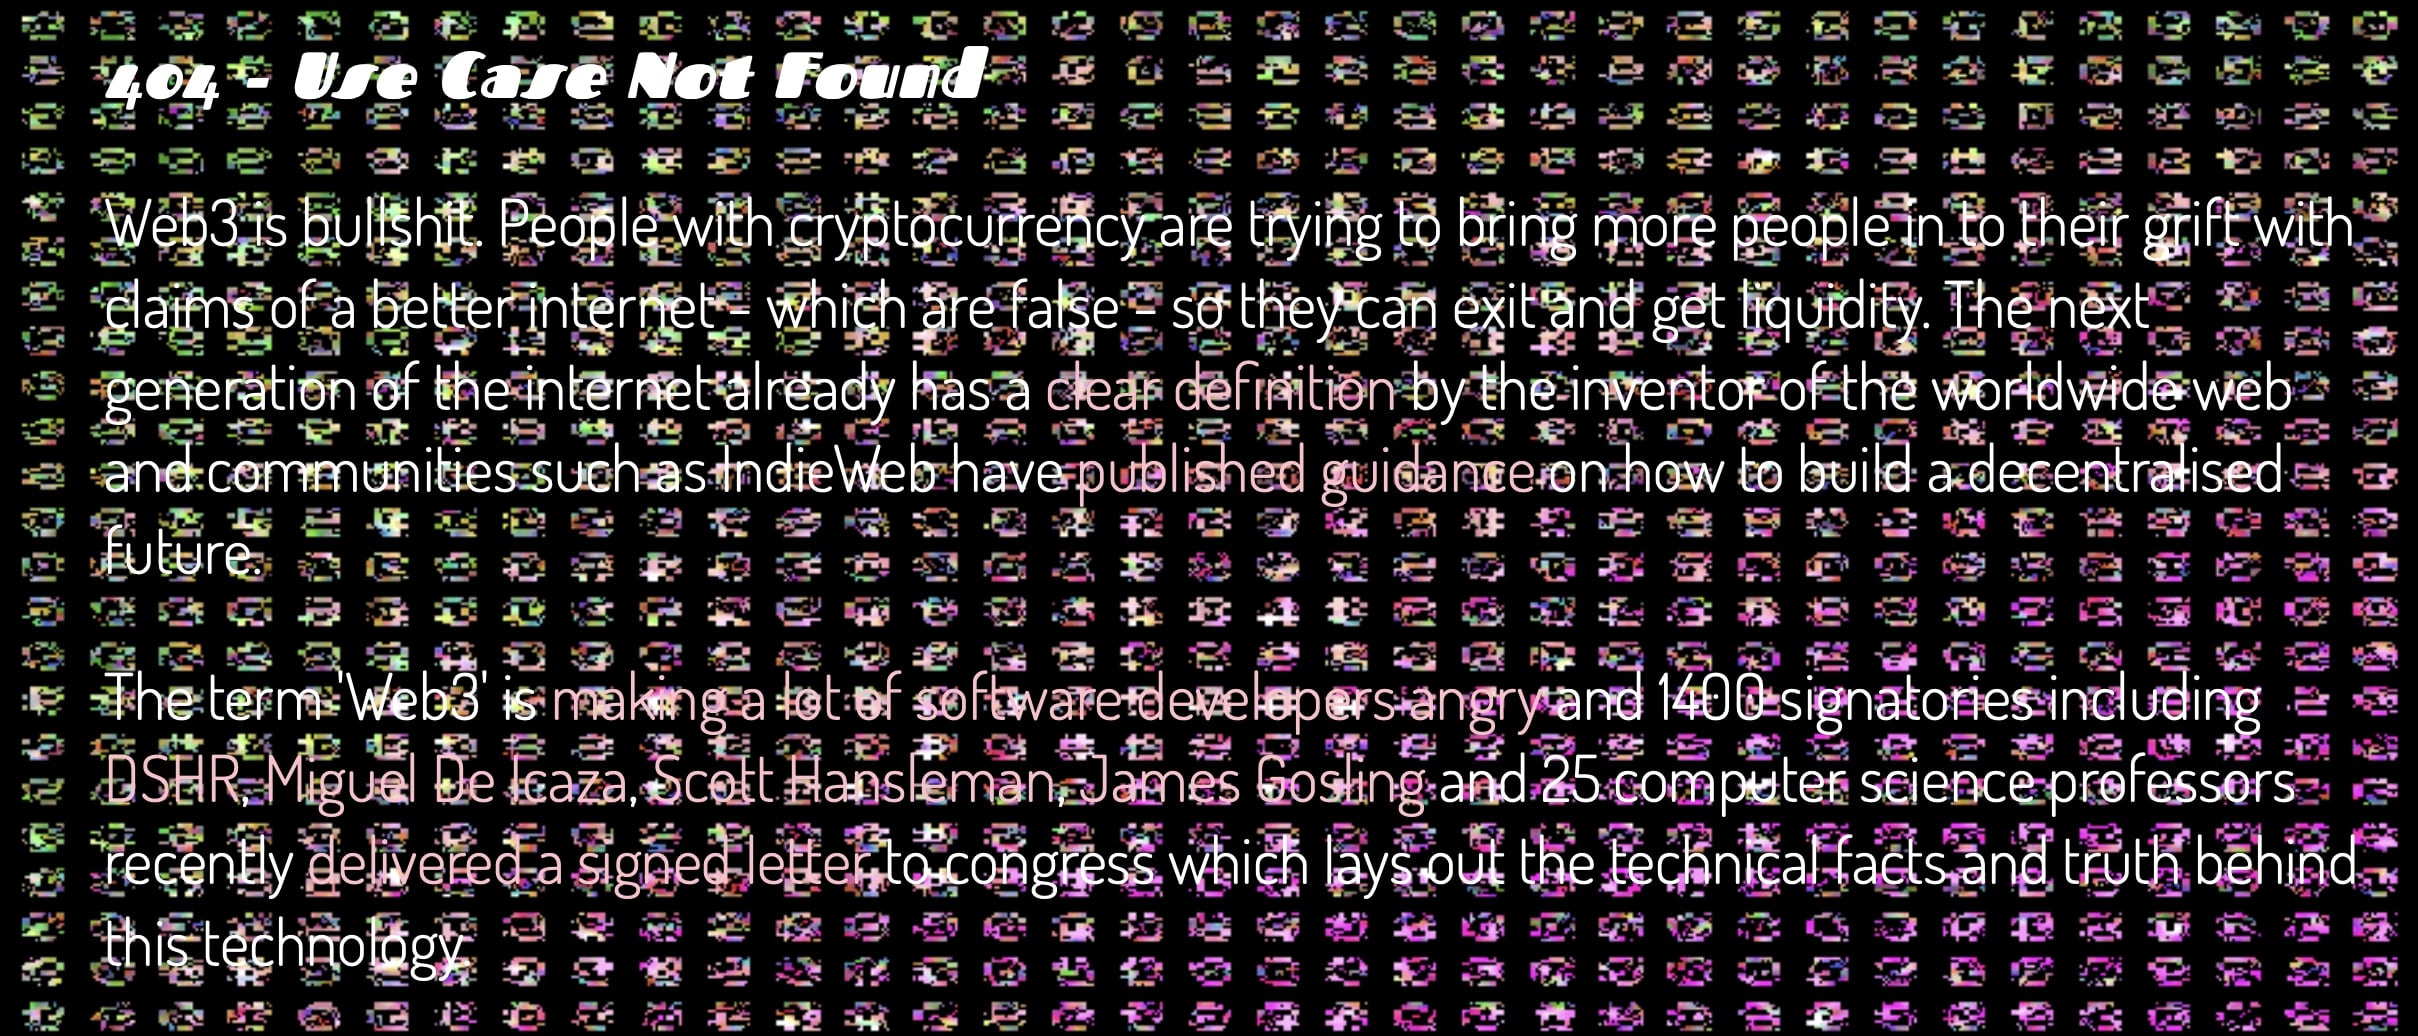 404 - Use Case Not Found
Web3 is bullshit. People with cryptocurrency are trying to bring more people in to their grift with
claims of a better internet - which are false - so they can exit and get liquidity. The next
generation of the internet already has a clear definition by the inventor of the worldwide web
and communities such as IndieWeb have published guidance on how to build a decentralised
future.
The term 'Web3' is making a lot of software developers angry and 1400 signatories including
DSHR, Miguel De Icaza, Scott Hansleman, James Gosling and 25 computer science professors
recently delivered a signed letter to congress which lays out the technical facts and truth behind
this technology.